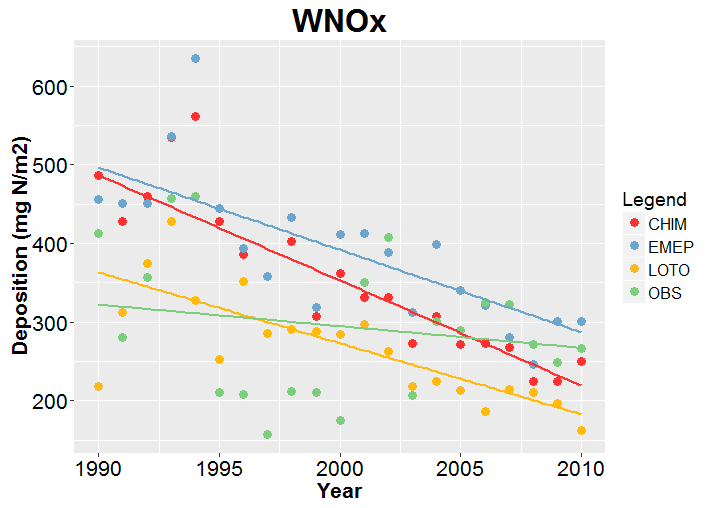 WNOx
Deposition (mg N/m2)
600
500
400
300
200
1990
1995
2000
2005
2010
Year
Legend
CHIM
EMEP
LOTO
OBS